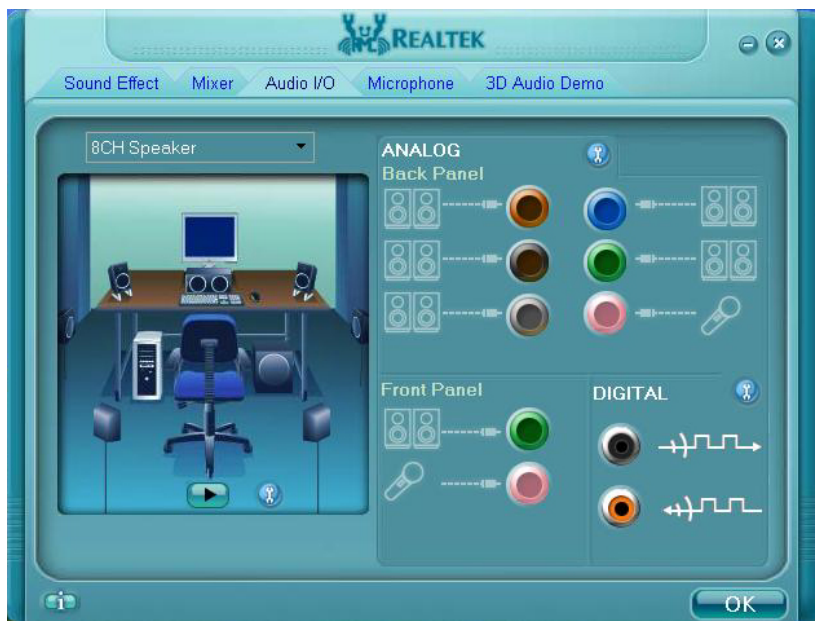 REALTEK
Sound Effect Mixer Audio I/O Microphone 3D Audio Demo
8CH Speaker
ANALOG
Back Panel
Front Panel
DIGITAL
i
OK